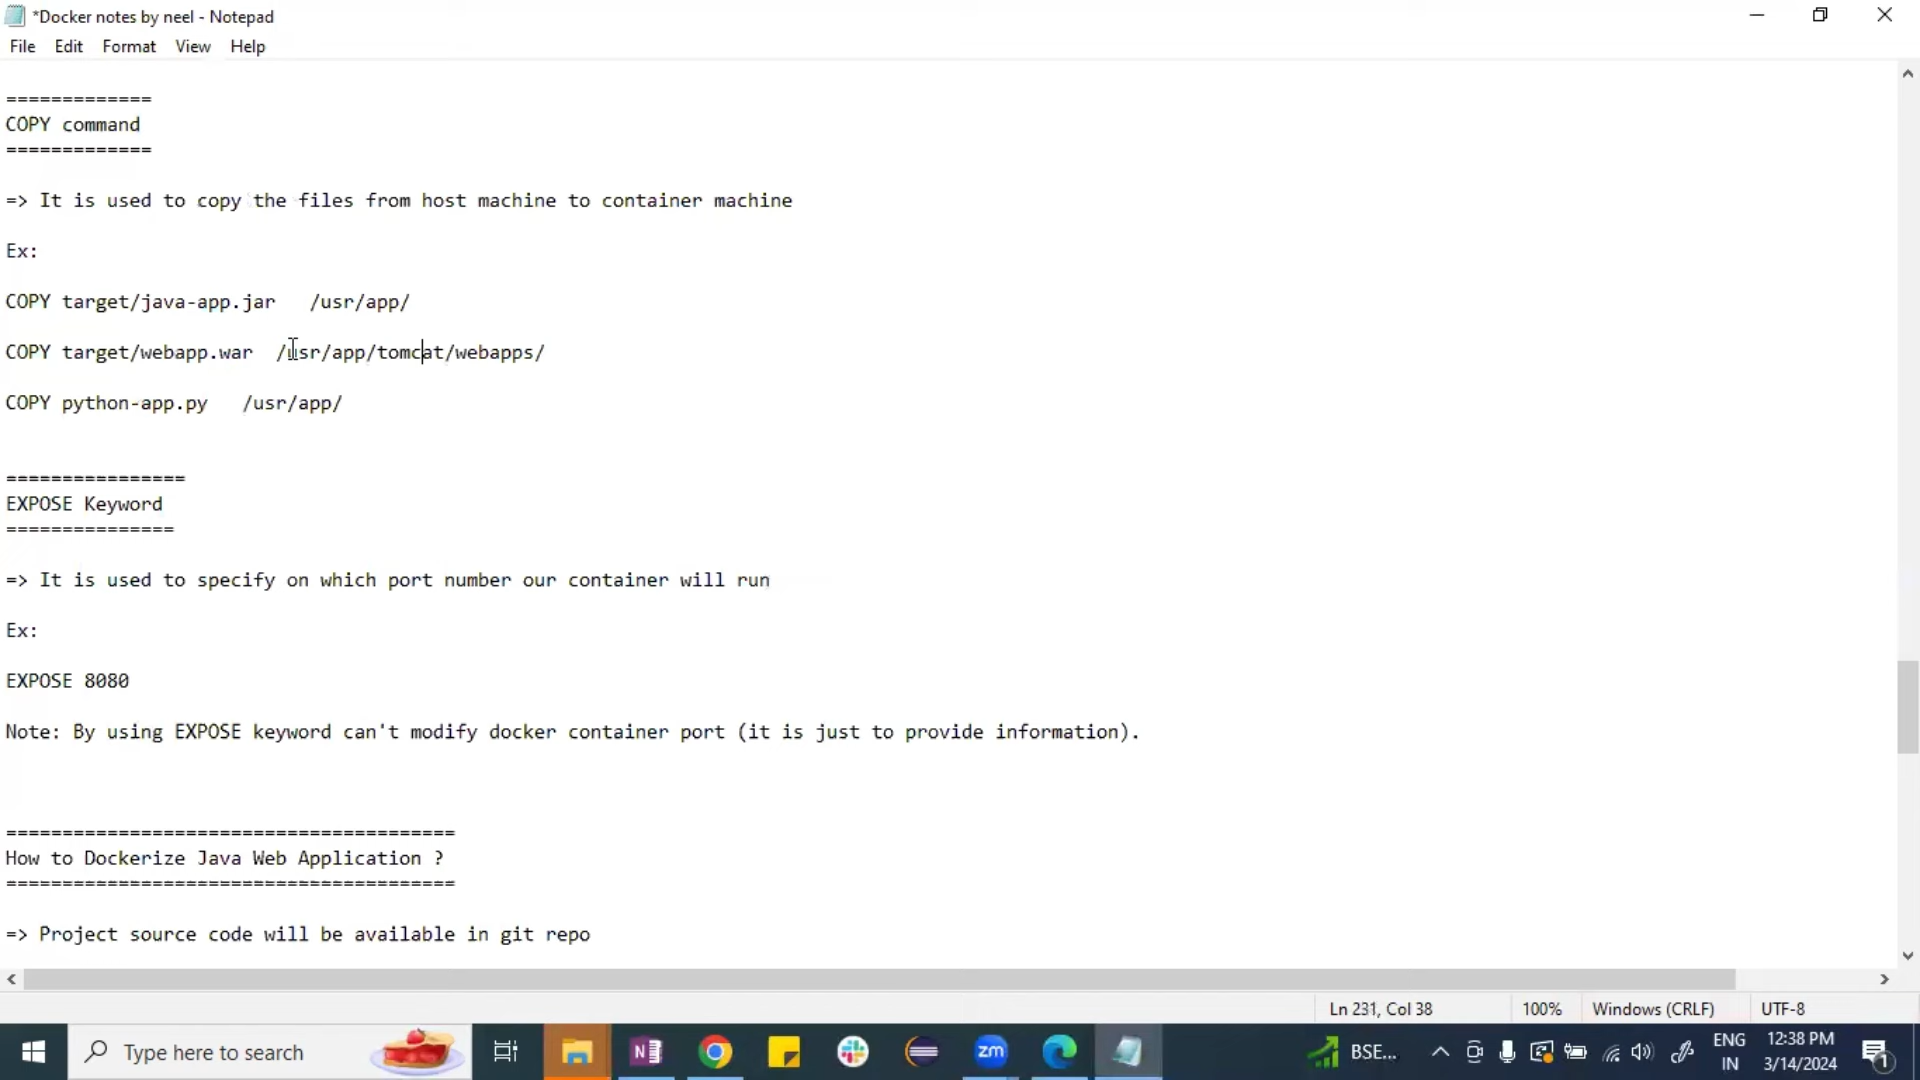 *Docker notes by neel - Notepad
File Edit Format View Help
=============
COPY command
=============
=> It is used to copy the files from host machine to container machine
Ex:
COPY target/java-app.jar   /usr/app/
COPY target/webapp.war  /usr/app/tomcat/webapps/
COPY python-app.py   /usr/app/
================
EXPOSE Keyword
===============
=> It is used to specify on which port number our container will run
Ex:
EXPOSE 8080
Note: By using EXPOSE keyword can't modify docker container port (it is just to provide information).
========================================
How to Dockerize Java Web Application ?
========================================
=> Project source code will be available in git repo
Ln 231, Col 38 100% Windows (CRLF) UTF-8
Type here to search
N
zm
BSE...
ENG
IN
12:38 PM
3/14/2024
1